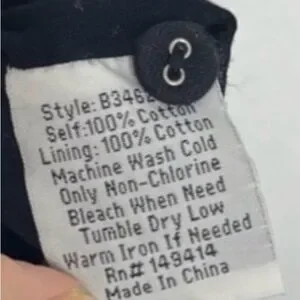 Style:
Self:100% Cotton
Lining: 100% Cotton
Machine Wash Cold
Only Non-Chlorine
Bleach When Need
Tumble Dry Low
Warm Iron If Needed
Rn# 149414
Made In China